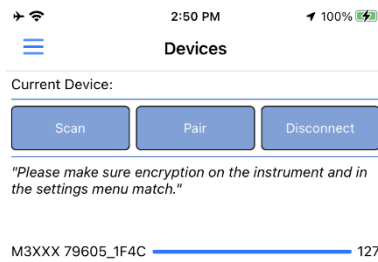 2:50 PM 100%
Devices
Current Device:
Scan Pair Disconnect
"Please make sure encryption on the instrument and in
the settings menu match."
M3XXX 79605_1F4C 127